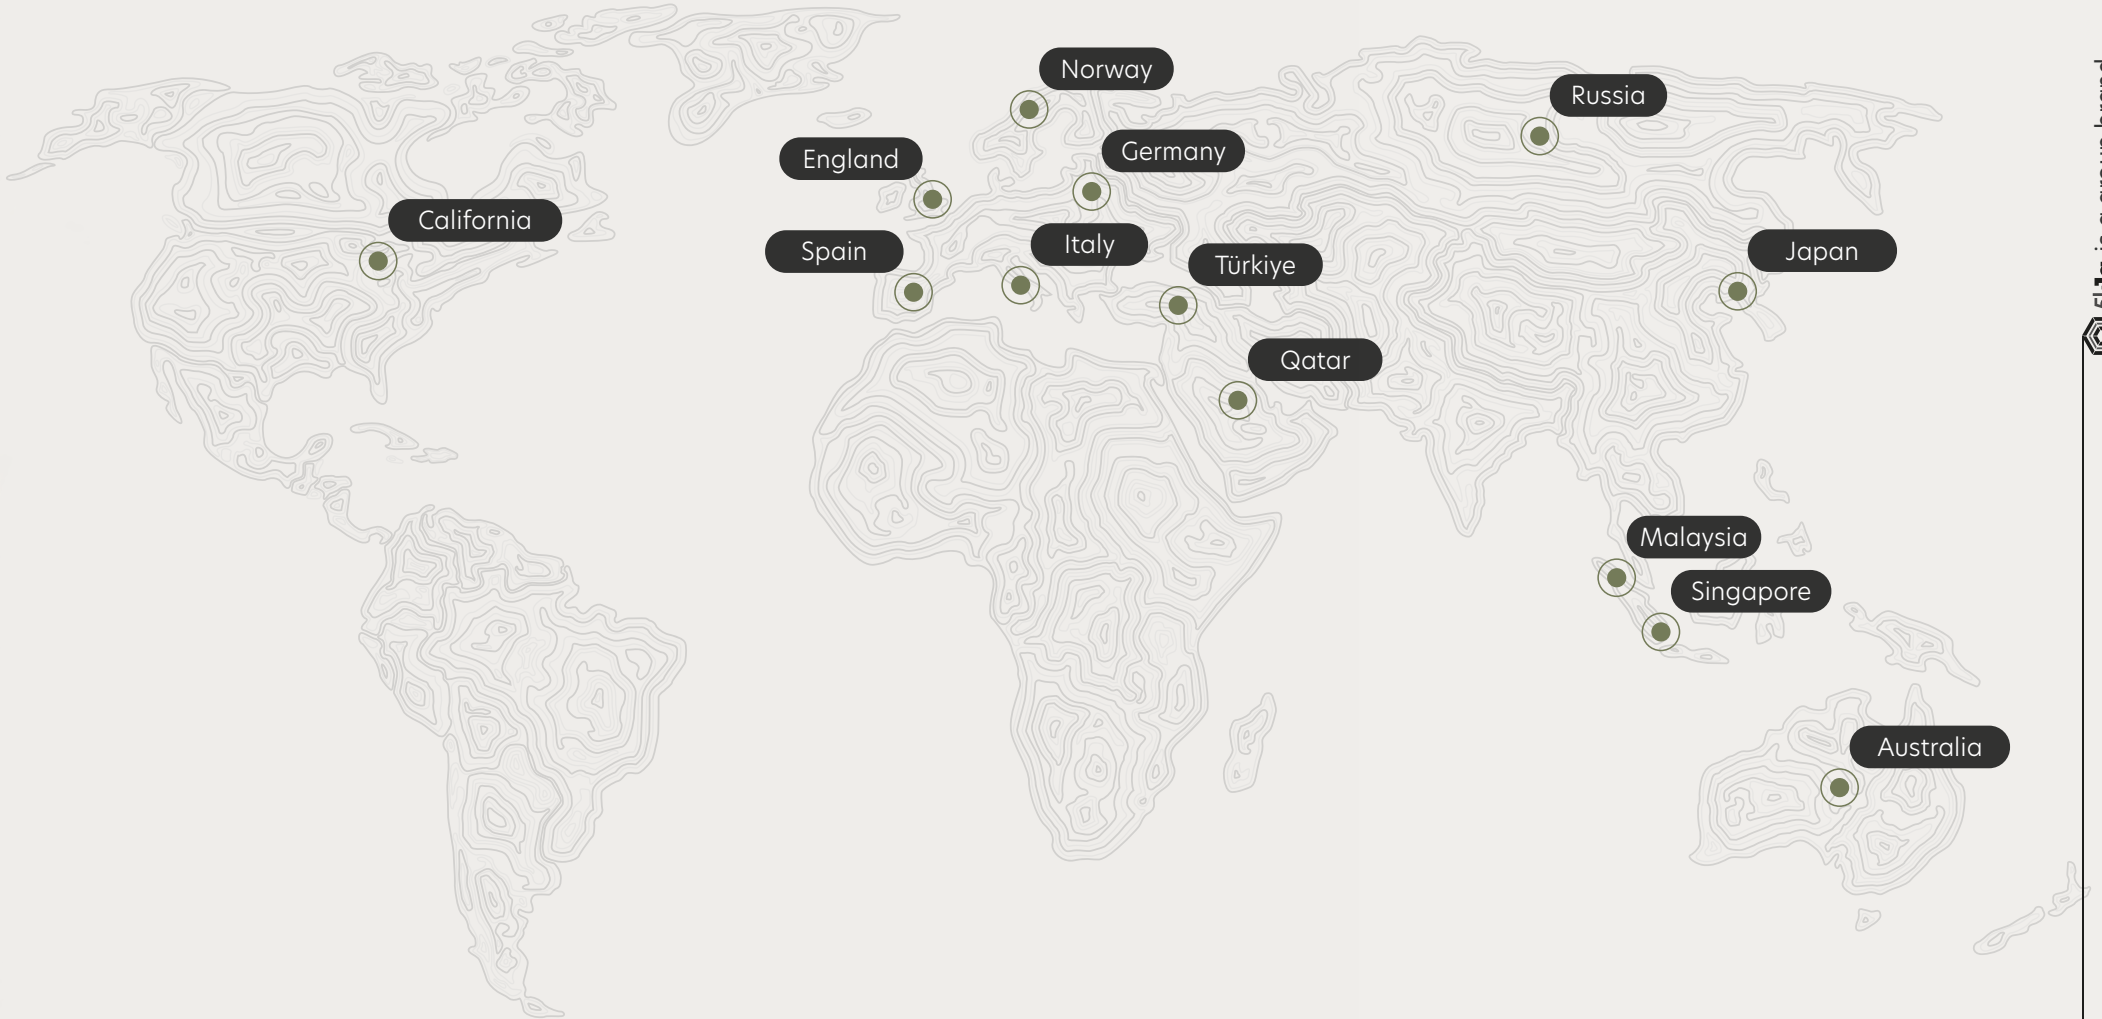 Norway
Russia
Germany
England
California
Italy
Spain
Türkiye
Japan
Qatar
Malaysia
Singapore
Australia